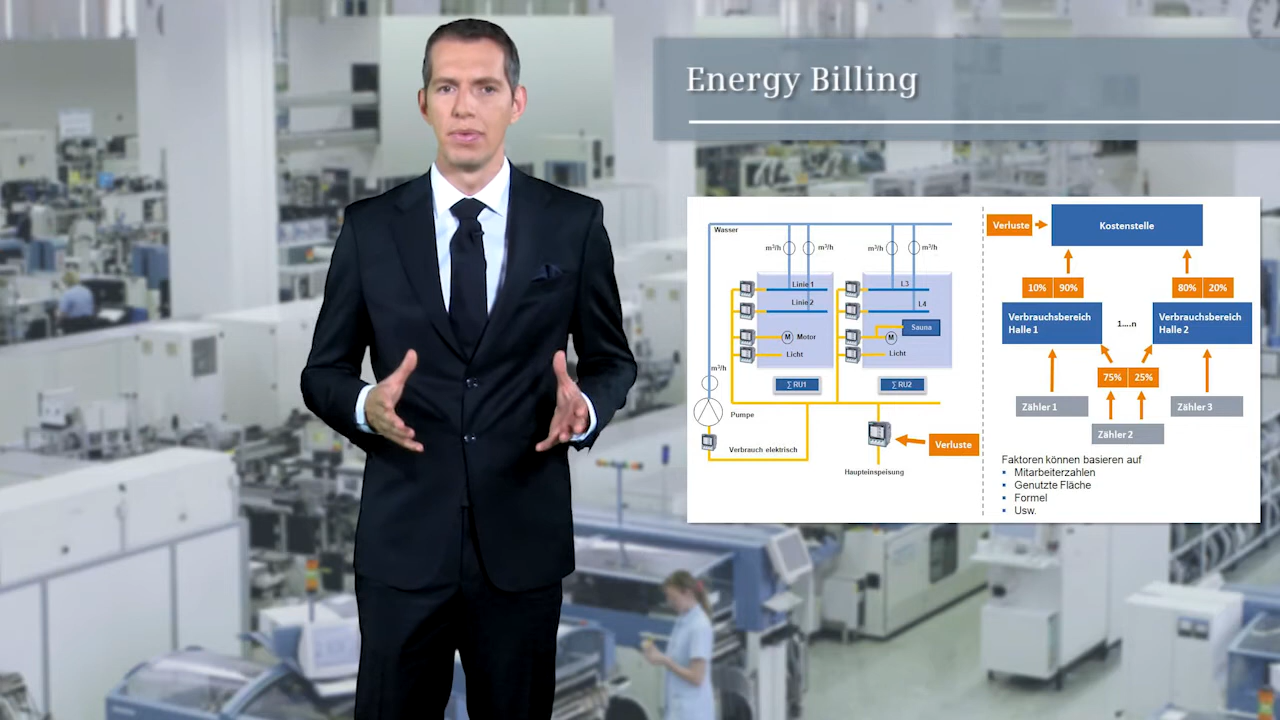 Energy Billing
Wasser
m³/h
m³/h
m³/h
m³/h
Linie 1
Linie 2
M
Motor
Licht
∑ RU1
L3
L4
Sauna
M
Licht
∑ RU2
m³/h
Pumpe
Verbrauch elektrisch
Verluste
Haupteinspeisung
Verluste
Kostenstelle
10% 90%
80% 20%
Verbrauchsbereich
Halle 1
1....n
Verbrauchsbereich
Halle 2
75% 25%
Zähler 1
Zähler 3
Zähler 2
Faktoren können basieren auf
▪ Mitarbeiterzahlen
▪ Genutzte Fläche
▪ Formel
▪ Usw.